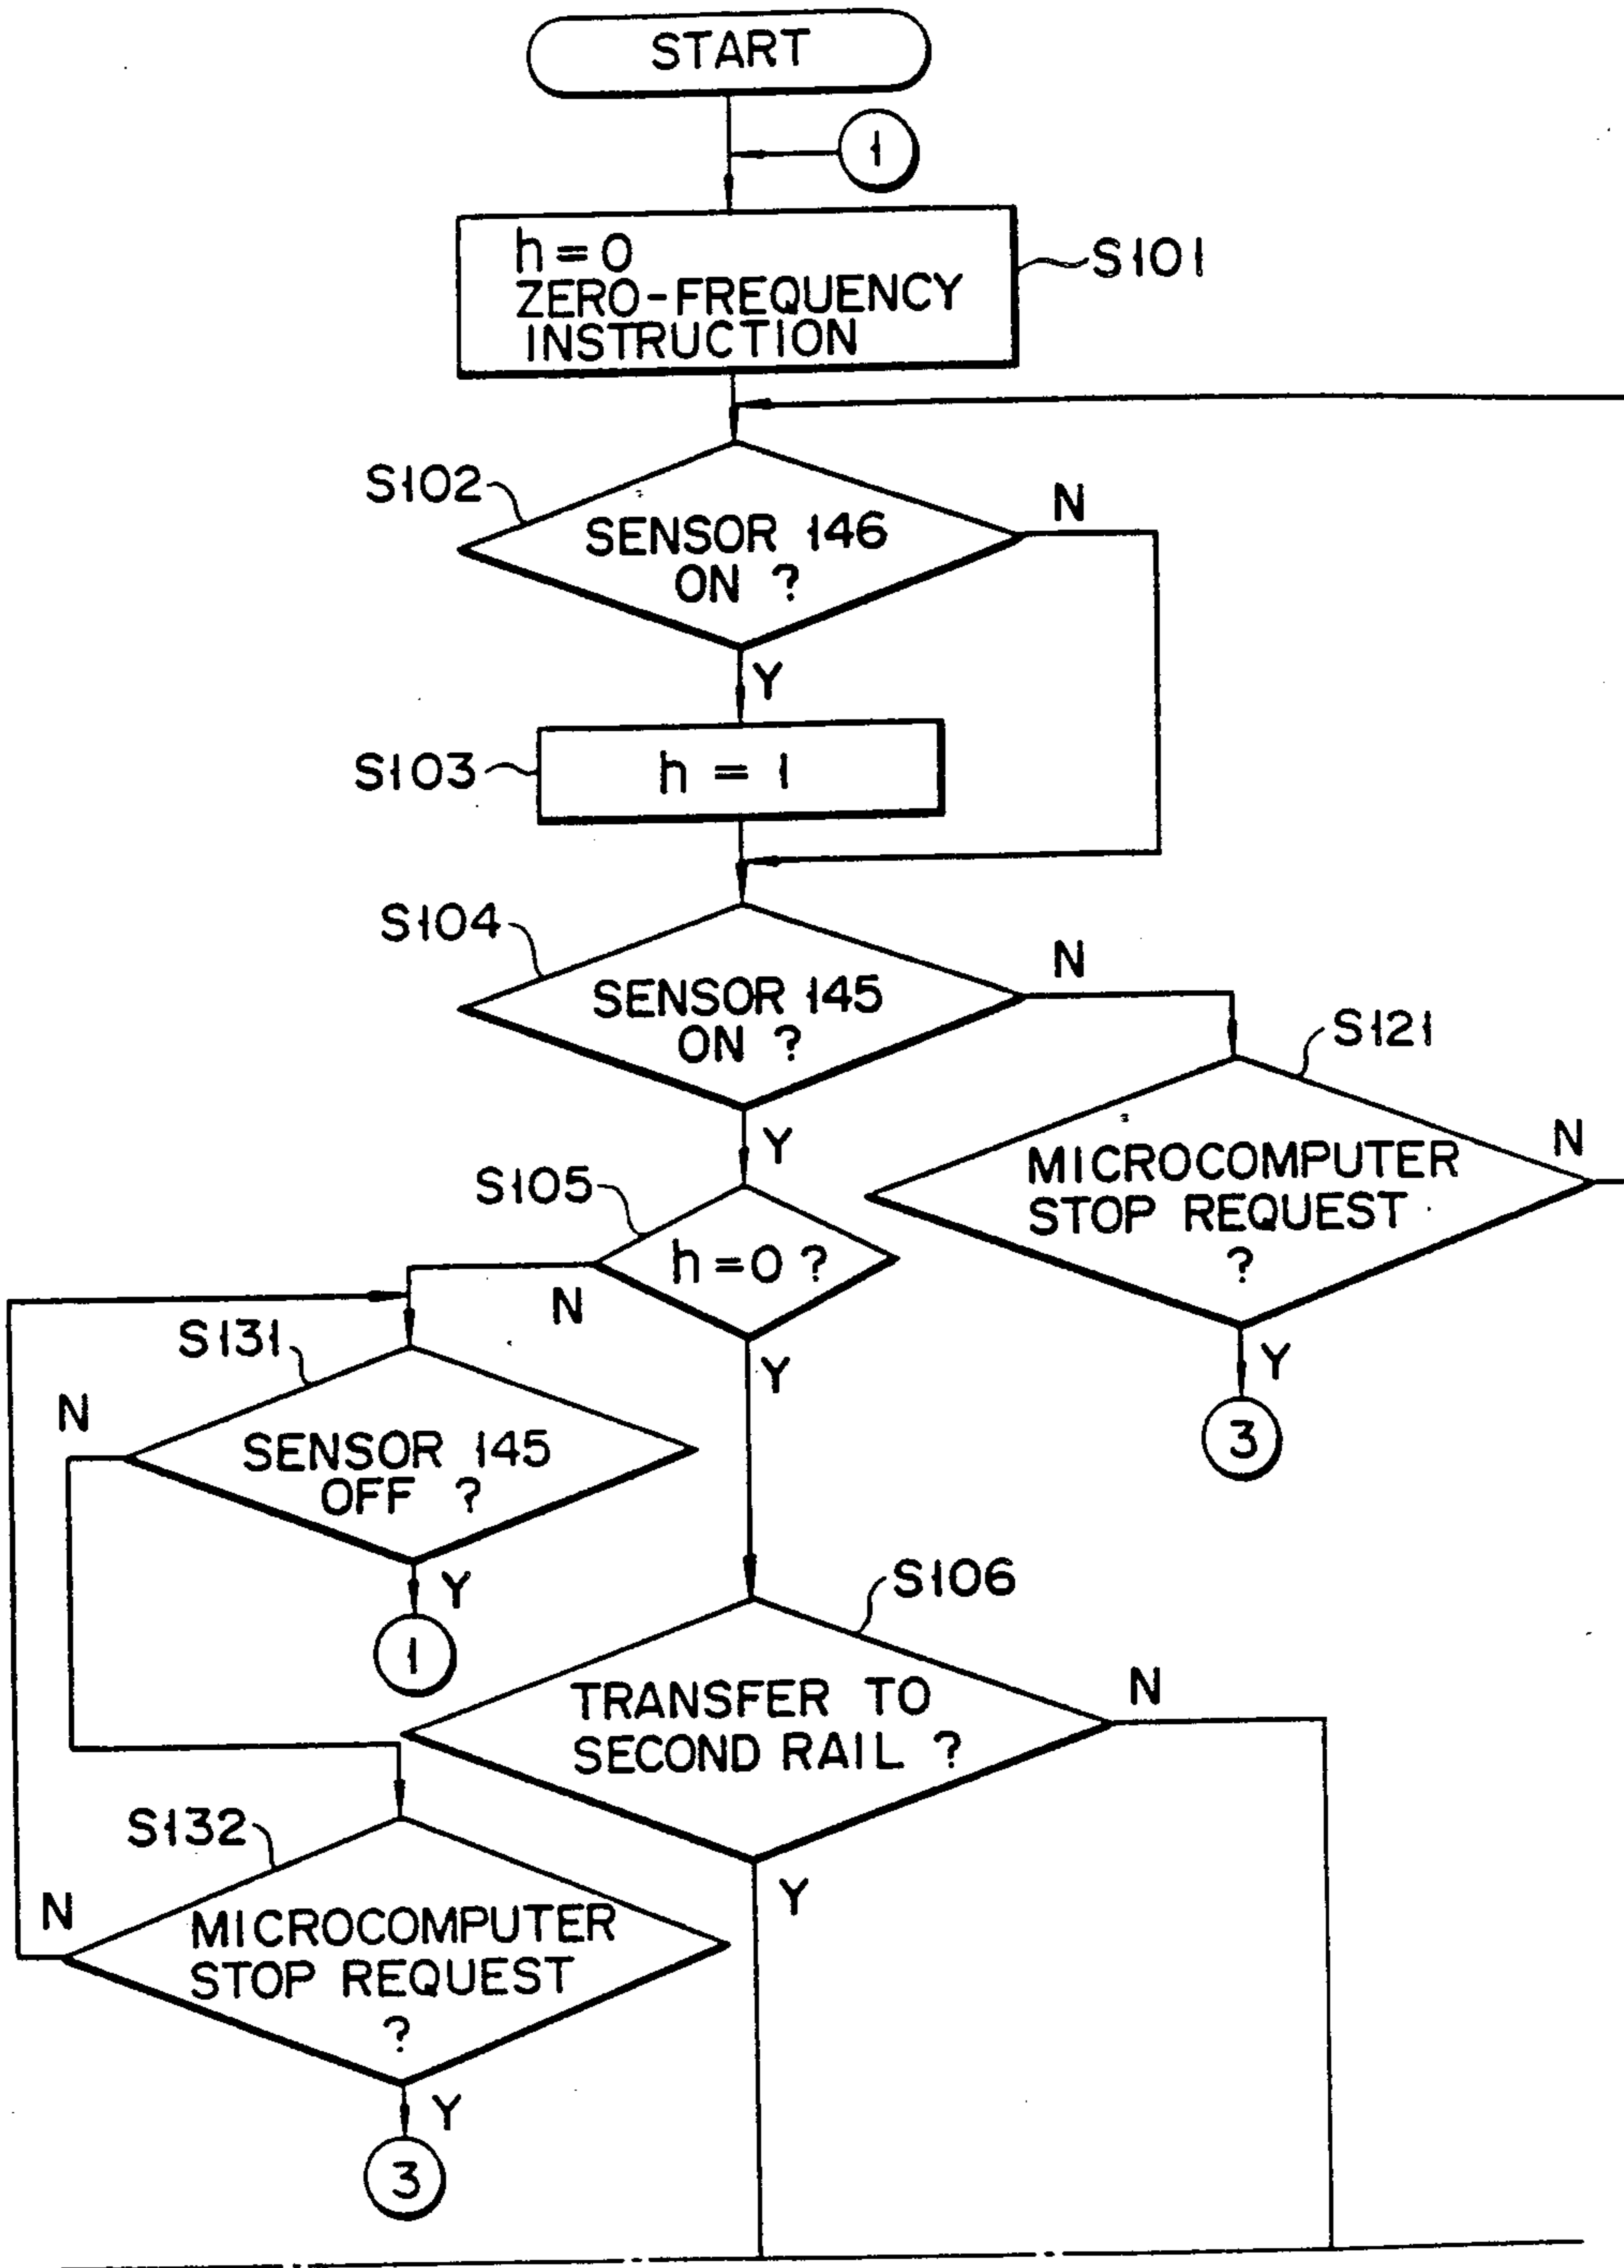 START
1
h = 0
ZERO-FREQUENCY
INSTRUCTION
S101
S102
SENSOR 146
ON ?
N
Y
S103
h = 1
S104
SENSOR 145
ON ?
N
Y
S121
MICROCOMPUTER
STOP REQUEST
?
N
Y
3
S105
h = 0 ?
N
Y
S131
SENSOR 145
OFF ?
N
Y
1
S106
TRANSFER TO
SECOND RAIL ?
N
Y
S132
MICROCOMPUTER
STOP REQUEST
?
N
Y
3